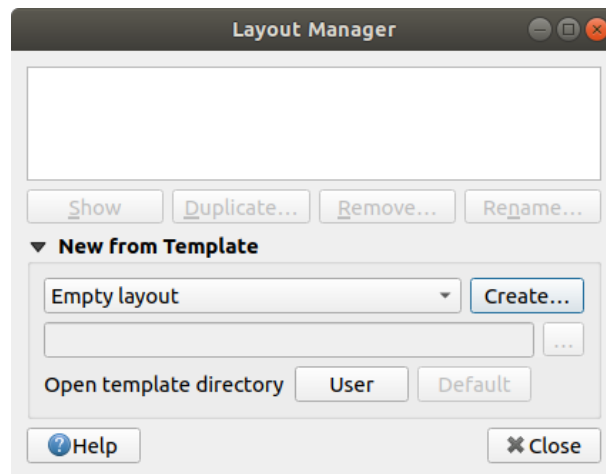 Layout Manager
Show Duplicate... Remove... Rename...
New from Template
Empty layout Create...
...
Open template directory User Default
Help Close